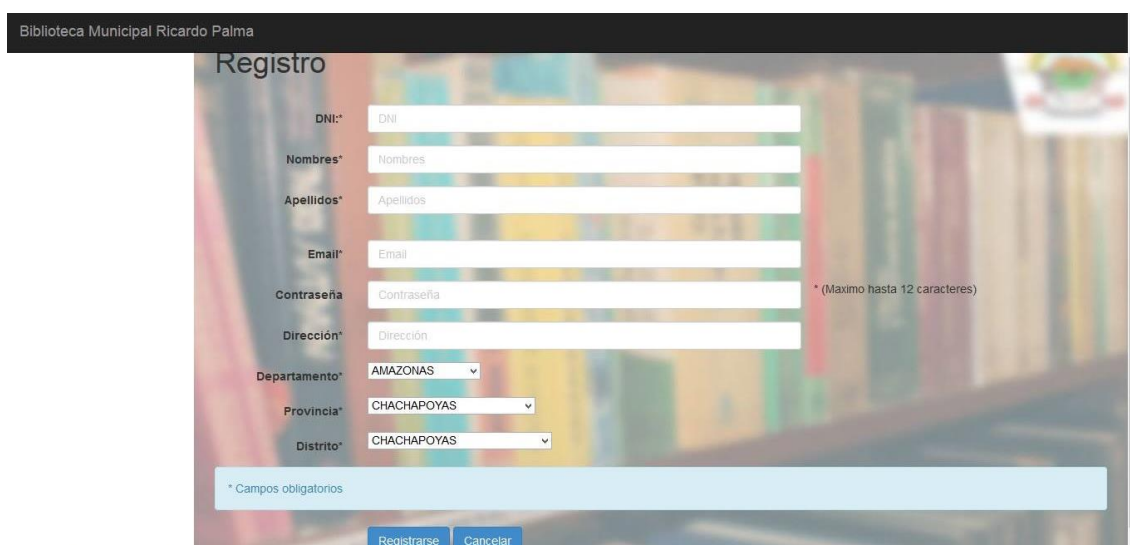 Biblioteca Municipal Ricardo Palma
Registro
DNI:* DNI
Nombres* Nombres
Apellidos* Apellidos
Email* Email
Contraseña Contraseña * (Maximo hasta 12 caracteres)
Dirección* Dirección
Departamento* AMAZONAS
Provincia* CHACHAPOYAS
Distrito* CHACHAPOYAS
* Campos obligatorios
Registrarse Cancelar